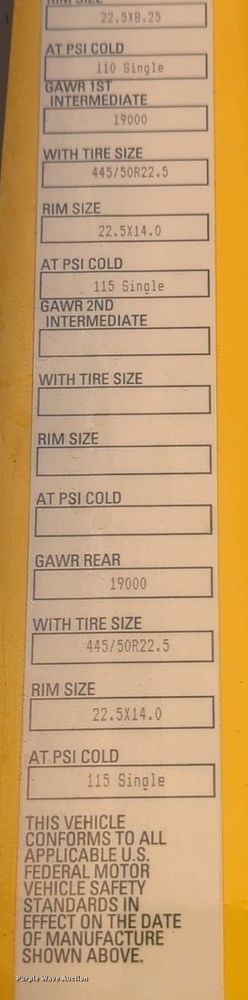 RIM SIZE
22.5X8.25
AT PSI COLD
110 Single
GAWR 1ST
INTERMEDIATE
19000
WITH TIRE SIZE
445/50R22.5
RIM SIZE
22.5X14.0
AT PSI COLD
115 Single
GAWR 2ND
INTERMEDIATE
WITH TIRE SIZE
RIM SIZE
AT PSI COLD
GAWR REAR
19000
WITH TIRE SIZE
445/50R22.5
RIM SIZE
22.5X14.0
AT PSI COLD
115 Single
THIS VEHICLE
CONFORMS TO ALL
APPLICABLE U.S.
FEDERAL MOTOR
VEHICLE SAFETY
STANDARDS IN
EFFECT ON THE DATE
OF MANUFACTURE
SHOWN ABOVE.
Purple Wave Auction